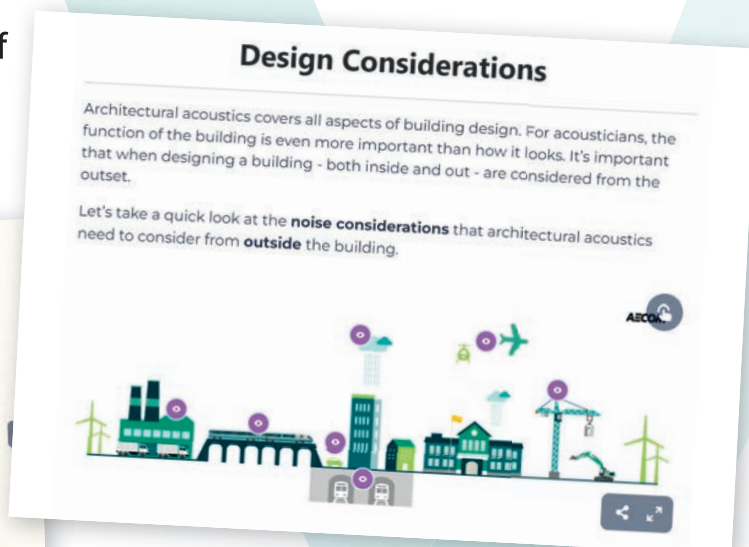 f
Design Considerations
Architectural acoustics covers all aspects of building design. For acousticians, the
function of the building is even more important than how it looks. It's important
that when designing a building - both inside and out - are considered from the
outset.
Let's take a quick look at the noise considerations that architectural acoustics
need to consider from outside the building.